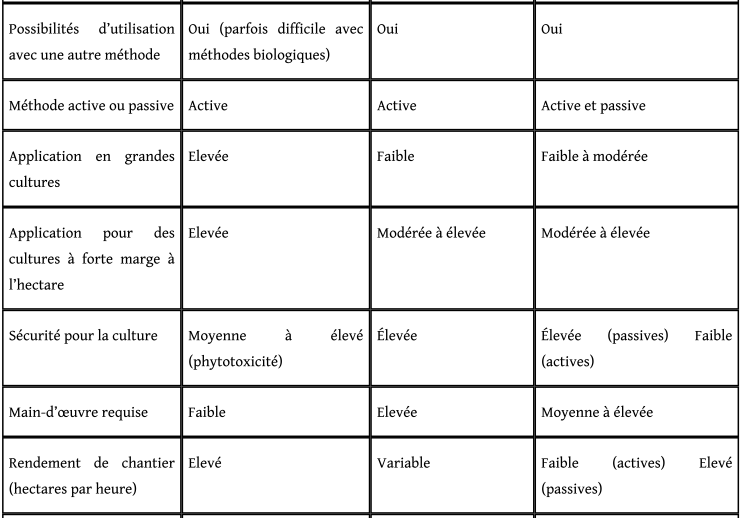 Possibilités d'utilisation avec une autre méthode | Oui (parfois difficile avec méthodes biologiques) | Oui | Oui
Méthode active ou passive | Active | Active | Active et passive
Application en grandes cultures | Elevée | Faible | Faible à modérée
Application pour des cultures à forte marge à l'hectare | Elevée | Modérée à élevée | Modérée à élevée
Sécurité pour la culture | Moyenne à élevé (phytotoxicité) | Élevée | Élevée (passives) Faible (actives)
Main-d'œuvre requise | Faible | Elevée | Moyenne à élevée
Rendement de chantier (hectares par heure) | Elevé | Variable | Faible (actives) Elevé (passives)